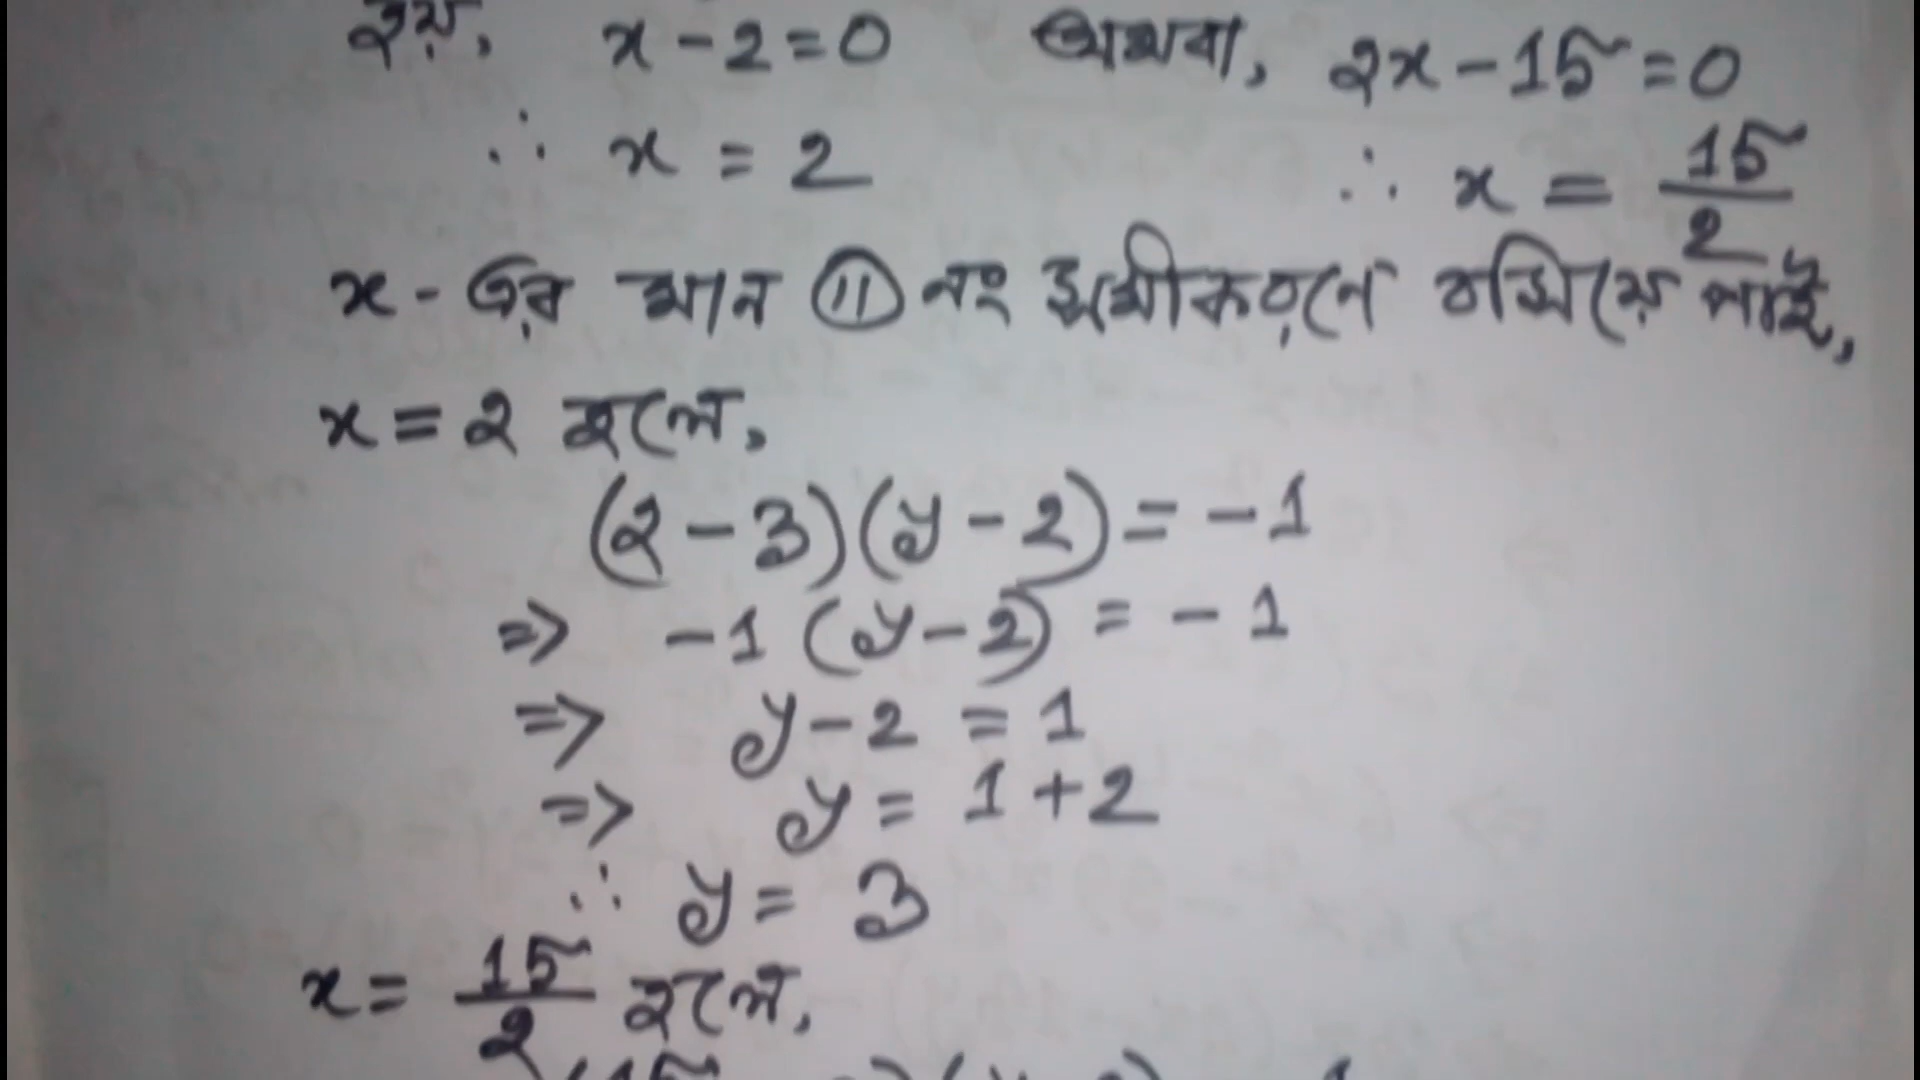 হয়, x-2=0 অথবা, 2x-15=0
∴ x = 2 ∴ x = 15/2
x-এর মান (ii) নং সমীকরণে বসিয়ে পাই,
x=2 হলে,
(2-3)(y-2)=-1
⇒ -1(y-2)=-1
⇒ y-2=1
⇒ y=1+2
∴ y=3
x=15/2 হলে,